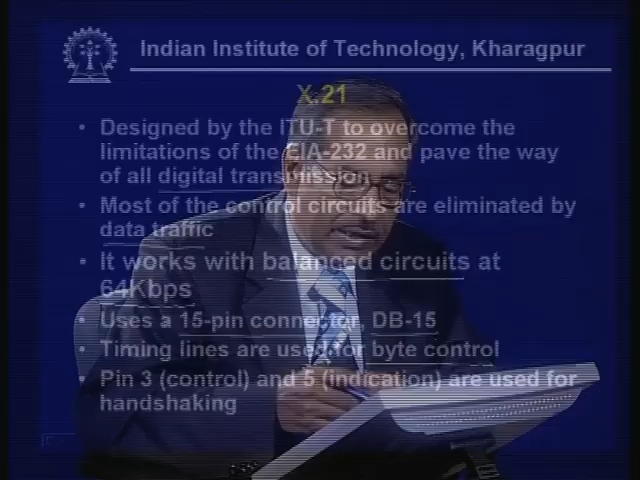 Indian Institute of Technology, Kharagpur
X.21
• Designed by the ITU-T to overcome the
limitations of the EIA-232 and pave the way
of all digital transmission
• Most of the control circuits are eliminated by
data traffic
• It works with balanced circuits at
64Kbps
• Uses a 15-pin connector, DB-15
• Timing lines are used for byte control
• Pin 3 (control) and 5 (indication) are used for
handshaking